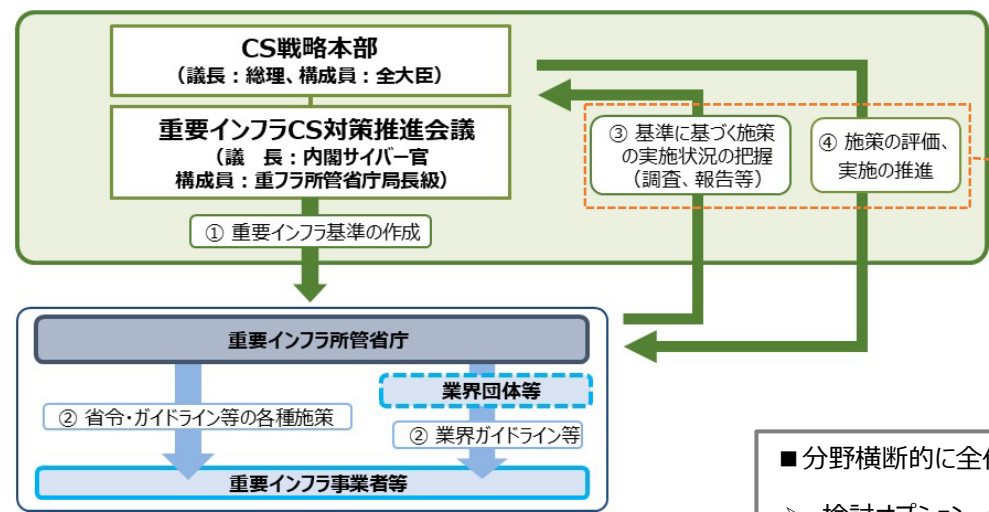 CS戦略本部
（議長：総理、構成員：全大臣）
重要インフラCS対策推進会議
（議　長：内閣サイバー官
構成員：重フラ所管省庁局長級）
① 重要インフラ基準の作成
③ 基準に基づく施策
の実施状況の把握
（調査、報告等）
④ 施策の評価、
実施の推進
重要インフラ所管省庁
業界団体等
② 省令・ガイドライン等の各種施策
② 業界ガイドライン等
重要インフラ事業者等
■分野横断的に全